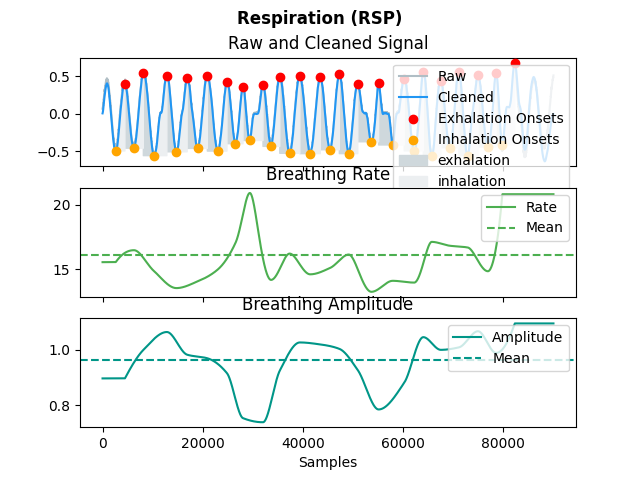 Respiration (RSP)
Raw and Cleaned Signal
0.5
0.0
−0.5
Raw
Cleaned
Exhalation Onsets
Inhalation Onsets
exhalation
inhalation
Breathing Rate
20
15
Rate
Mean
Breathing Amplitude
1.0
0.8
Amplitude
Mean
0 20000 40000 60000 80000
Samples